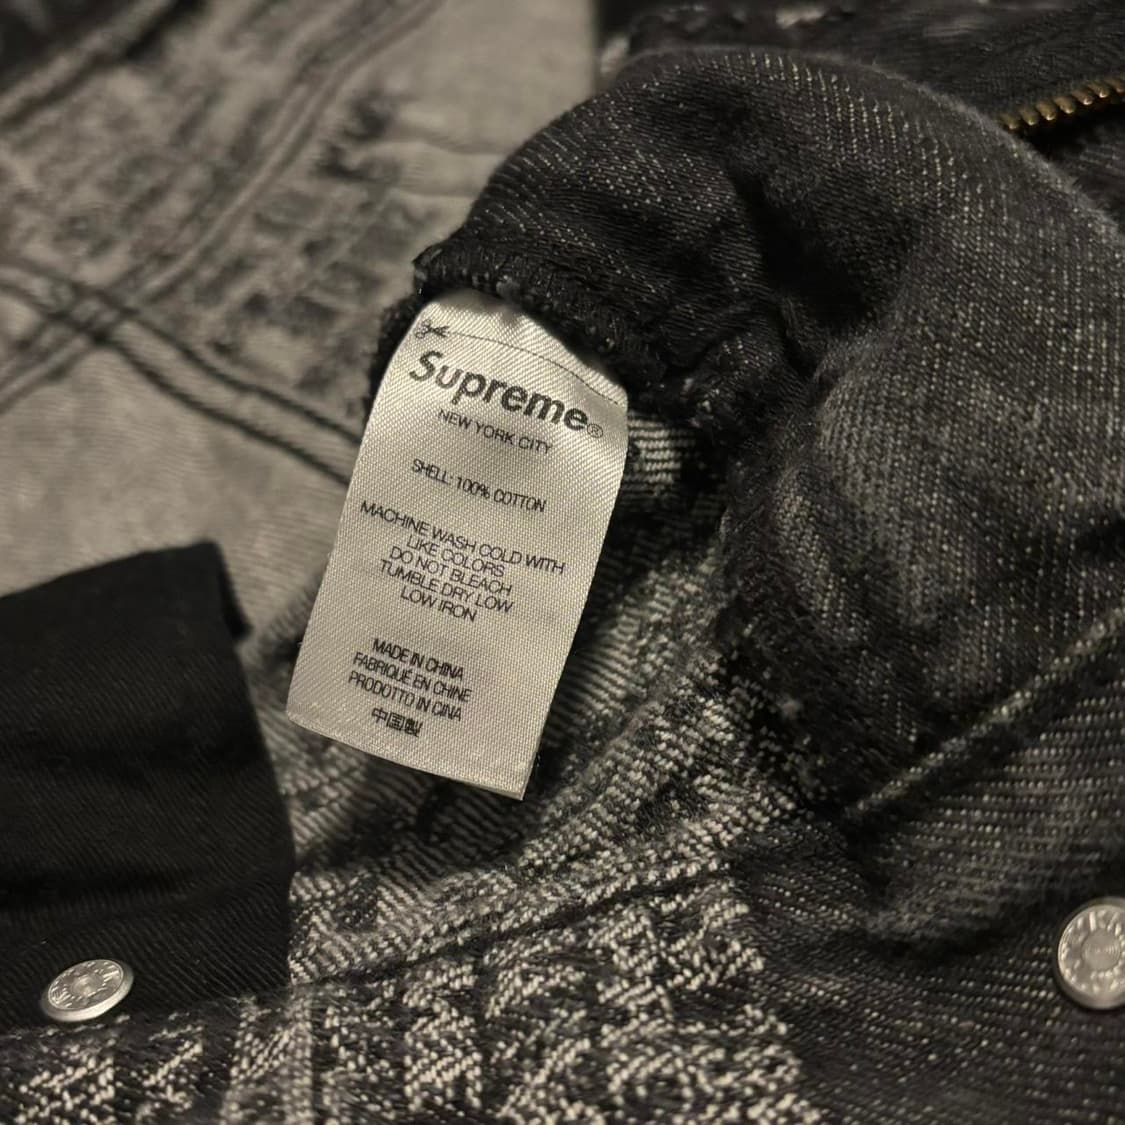 Supreme®
NEW YORK CITY
SHELL: 100% COTTON
MACHINE WASH COLD WITH
LIKE COLORS
DO NOT BLEACH
TUMBLE DRY LOW
LOW IRON
MADE IN CHINA
FABRIQUÉ EN CHINE
PRODOTTO IN CINA
中国製